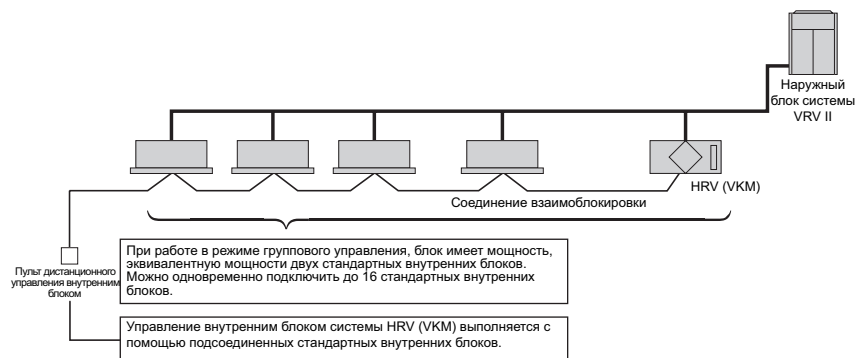 Наружный
блок системы
VRV II
HRV (VKM)
Соединение взаимоблокировки
Пульт дистанционного
управления внутренним
блоком
При работе в режиме группового управления, блок имеет мощность,
эквивалентную мощности двух стандартных внутренних блоков.
Можно одновременно подключить до 16 стандартных внутренних
блоков.
Управление внутренним блоком системы HRV (VKM) выполняется с
помощью подсоединенных стандартных внутренних блоков.